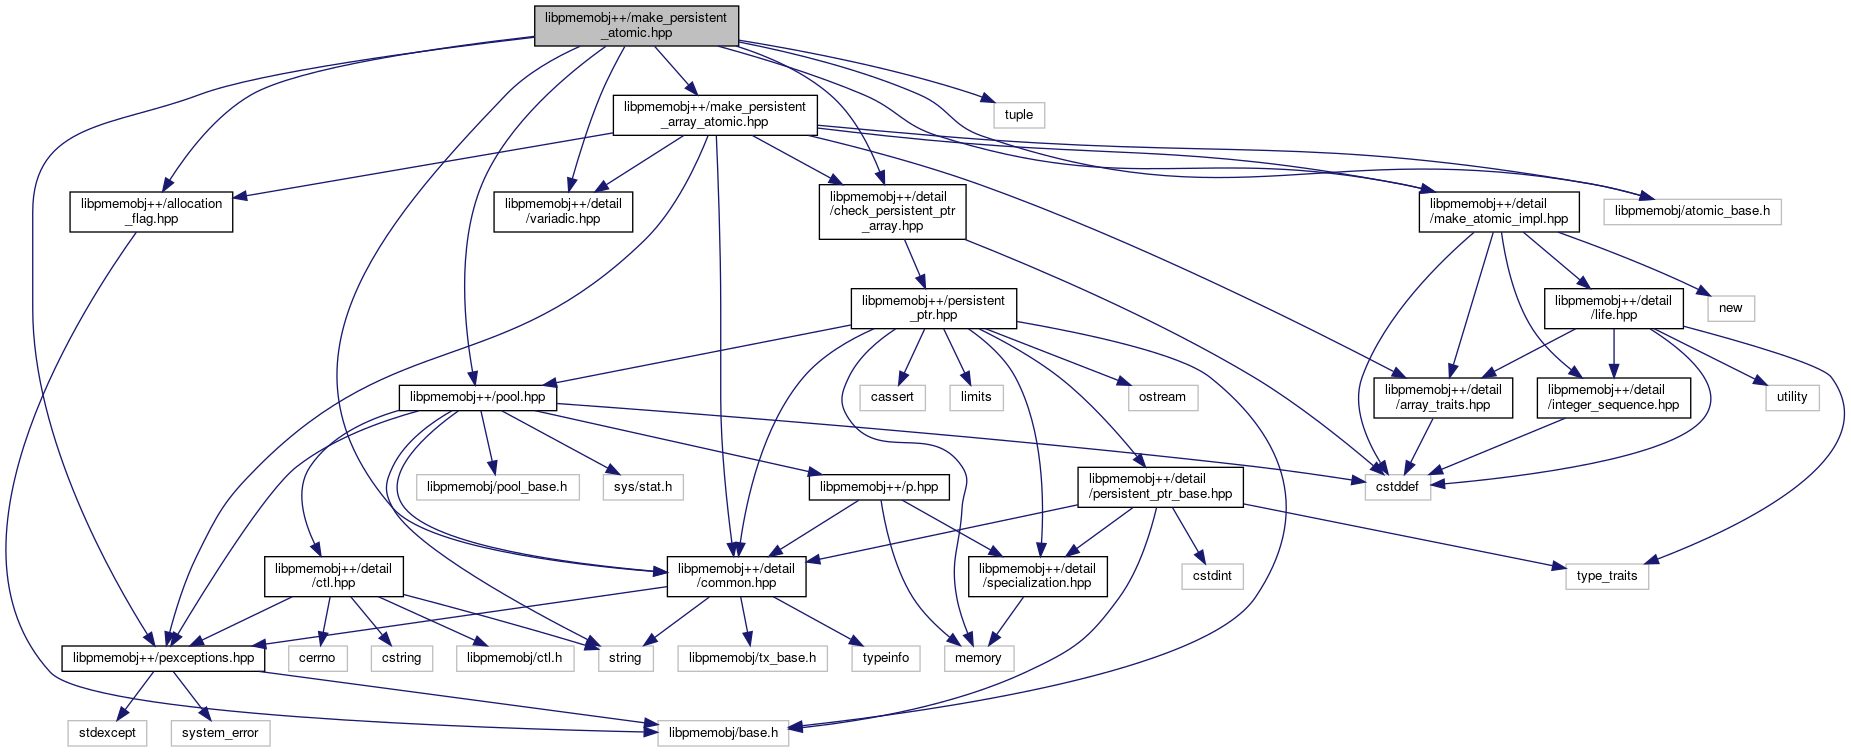 libpmemobj++/make_persistent
_atomic.hpp
libpmemobj++/make_persistent
_array_atomic.hpp
tuple
libpmemobj++/allocation
_flag.hpp
libpmemobj++/detail
/variadic.hpp
libpmemobj++/detail
/check_persistent_ptr
_array.hpp
libpmemobj++/detail
/make_atomic_impl.hpp
libpmemobj/atomic_base.h
libpmemobj++/persistent
_ptr.hpp
libpmemobj++/detail
/life.hpp
new
libpmemobj++/pool.hpp
cassert
limits
ostream
libpmemobj++/detail
/array_traits.hpp
libpmemobj++/detail
/integer_sequence.hpp
utility
libpmemobj/pool_base.h
sys/stat.h
libpmemobj++/p.hpp
libpmemobj++/detail
/persistent_ptr_base.hpp
cstddef
libpmemobj++/detail
/ctl.hpp
libpmemobj++/detail
/common.hpp
libpmemobj++/detail
/specialization.hpp
cstdint
type_traits
libpmemobj++/pexceptions.hpp
cerrno
cstring
libpmemobj/ctl.h
string
libpmemobj/tx_base.h
typeinfo
memory
stdexcept
system_error
libpmemobj/base.h